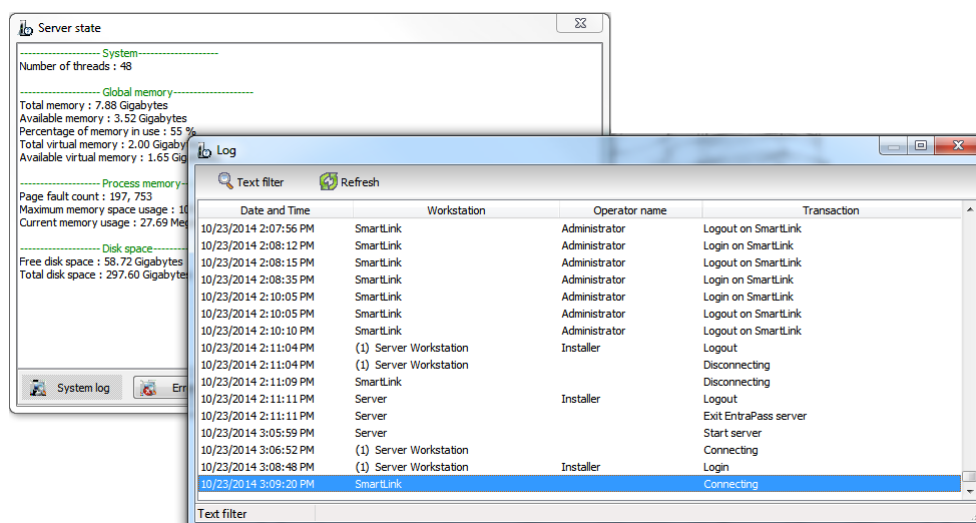 Server state
-------------------- System--------------------
Number of threads : 48
-------------------- Global memory--------------------
Total memory : 7.88 Gigabytes
Available memory : 3.52 Gigabytes
Percentage of memory in use : 55 %
Total virtual memory : 2.00
Available virtual memory : 1.65
-------------------- Process memory--
Page fault count : 197, 753
Maximum memory space usage :
Current memory usage : 27.69
-------------------- Disk space---------
Free disk space : 58.72 Gigabytes
Total disk space : 297.60
System log
Log
Text filter Refresh
Date and Time Workstation Operator name Transaction
10/23/2014 2:07:56 PM SmartLink Administrator Logout on SmartLink
10/23/2014 2:08:12 PM SmartLink Administrator Login on SmartLink
10/23/2014 2:08:15 PM SmartLink Administrator Logout on SmartLink
10/23/2014 2:08:35 PM SmartLink Administrator Login on SmartLink
10/23/2014 2:10:05 PM SmartLink Administrator Login on SmartLink
10/23/2014 2:10:05 PM SmartLink Administrator Logout on SmartLink
10/23/2014 2:10:10 PM SmartLink Administrator Logout on SmartLink
10/23/2014 2:11:04 PM (1) Server Workstation Installer Logout
10/23/2014 2:11:04 PM (1) Server Workstation Disconnecting
10/23/2014 2:11:09 PM SmartLink Disconnecting
10/23/2014 2:11:11 PM Server Installer Logout
10/23/2014 2:11:11 PM Server Exit EntraPass server
10/23/2014 3:05:59 PM Server Start server
10/23/2014 3:06:52 PM (1) Server Workstation Connecting
10/23/2014 3:08:48 PM (1) Server Workstation Installer Login
10/23/2014 3:09:20 PM SmartLink Connecting
Text filter